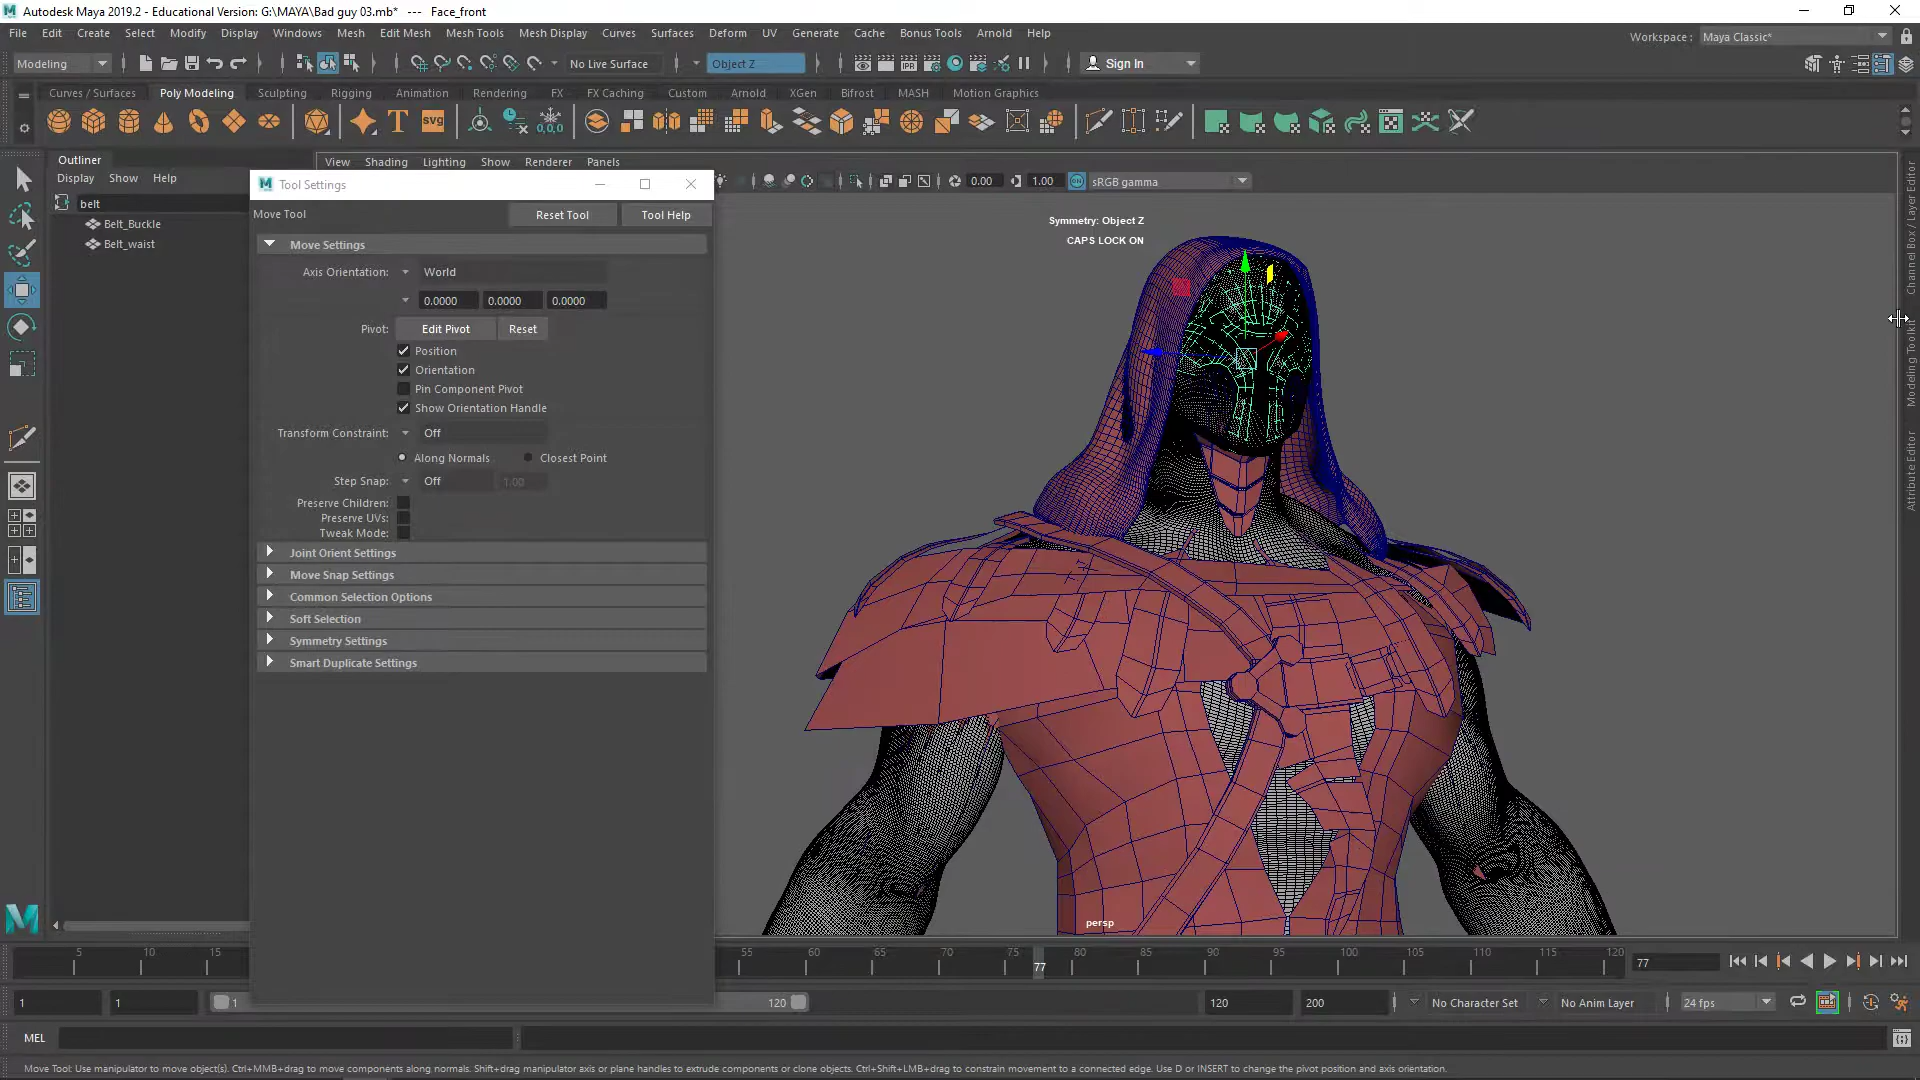 Autodesk Maya 2019.2 - Educational Version: G:\MAYA\Bad guy 03.mb* --- Face_front
File Edit Create Select Modify Display Windows Mesh Edit Mesh Mesh Tools Mesh Display Curves Surfaces Deform UV Generate Cache Bonus Tools Arnold Help
Workspace : Maya Classic*
Modeling No Live Surface Object Z IPR Sign In
Curves / Surfaces Poly Modeling Sculpting Rigging Animation Rendering FX FX Caching Custom Arnold XGen Bifrost MASH Motion Graphics
T svg 0,0,0
Outliner
Display Show Help
belt
Belt_Buckle
Belt_waist
View Shading Lighting Show Renderer Panels
0.00 1.00 sRGB gamma
Tool Settings
Move Tool Reset Tool Tool Help
Move Settings
Axis Orientation: World
0.0000 0.0000 0.0000
Pivot: Edit Pivot Reset
Position
Orientation
Pin Component Pivot
Show Orientation Handle
Transform Constraint: Off
Along Normals Closest Point
Step Snap: Off 1.00
Preserve Children:
Preserve UVs:
Tweak Mode:
Joint Orient Settings
Move Snap Settings
Common Selection Options
Soft Selection
Symmetry Settings
Smart Duplicate Settings
Symmetry: Object Z
CAPS LOCK ON
persp
Channel Box / Layer Editor
Modeling Toolkit
Attribute Editor
5 10 15 55 60 65 70 75 80 85 90 95 100 105 110 115 120
77 77
1 1 1 120 120 200 No Character Set No Anim Layer 24 fps
MEL
Move Tool: Use manipulator to move object(s). Ctrl+MMB+drag to move components along normals. Shift+drag manipulator axis or plane handles to extrude components or clone objects. Ctrl+Shift+LMB+drag to constrain movement to a connected edge. Use D or INSERT to change the pivot position and axis orientation.